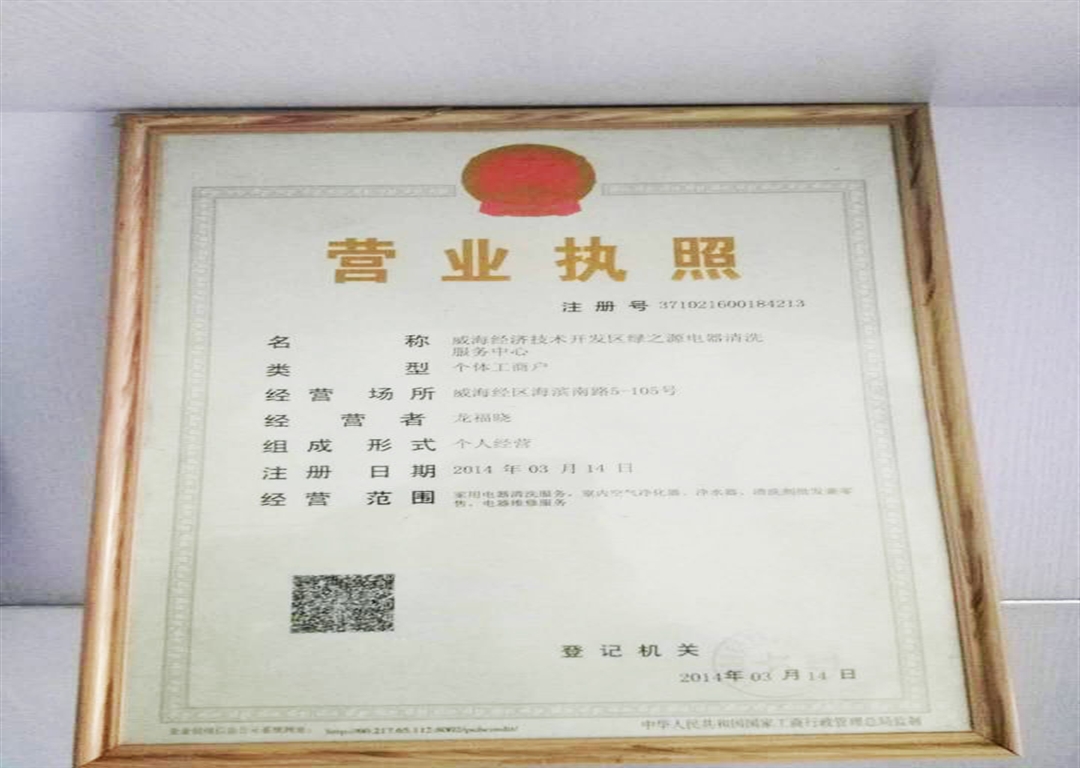 营业执照
注册号 371021600184213
名称 威海经济技术开发区绿之源电器清洗
服务中心
类型 个体工商户
经营场所 威海经区海滨南路5-105号
经营者 龙福晓
组成形式 个人经营
注册日期 2014年03月14日
经营范围 家用电器清洗服务，室内空气净化器、净水器、清洗剂批发兼零
售，电器维修服务
登记机关
2014年03月14日
中华人民共和国国家工商行政管理总局监制